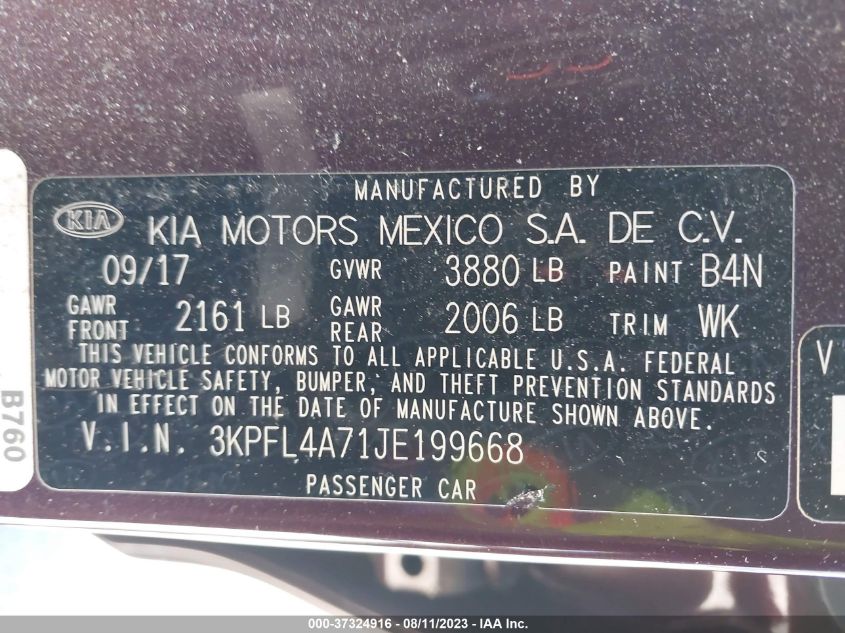 MANUFACTURED BY
KIA KIA MOTORS MEXICO S.A. DE C.V.
09/17 GVWR 3880 LB PAINT B4N
GAWR FRONT 2161 LB GAWR REAR 2006 LB TRIM WK
THIS VEHICLE CONFORMS TO ALL APPLICABLE U.S.A. FEDERAL
MOTOR VEHICLE SAFETY, BUMPER, AND THEFT PREVENTION STANDARDS
IN EFFECT ON THE DATE OF MANUFACTURE SHOWN ABOVE.
V.I.N. 3KPFL4A71JE199668
PASSENGER CAR
B760
V
000-37324916 - 08/11/2023 - IAAI.COM